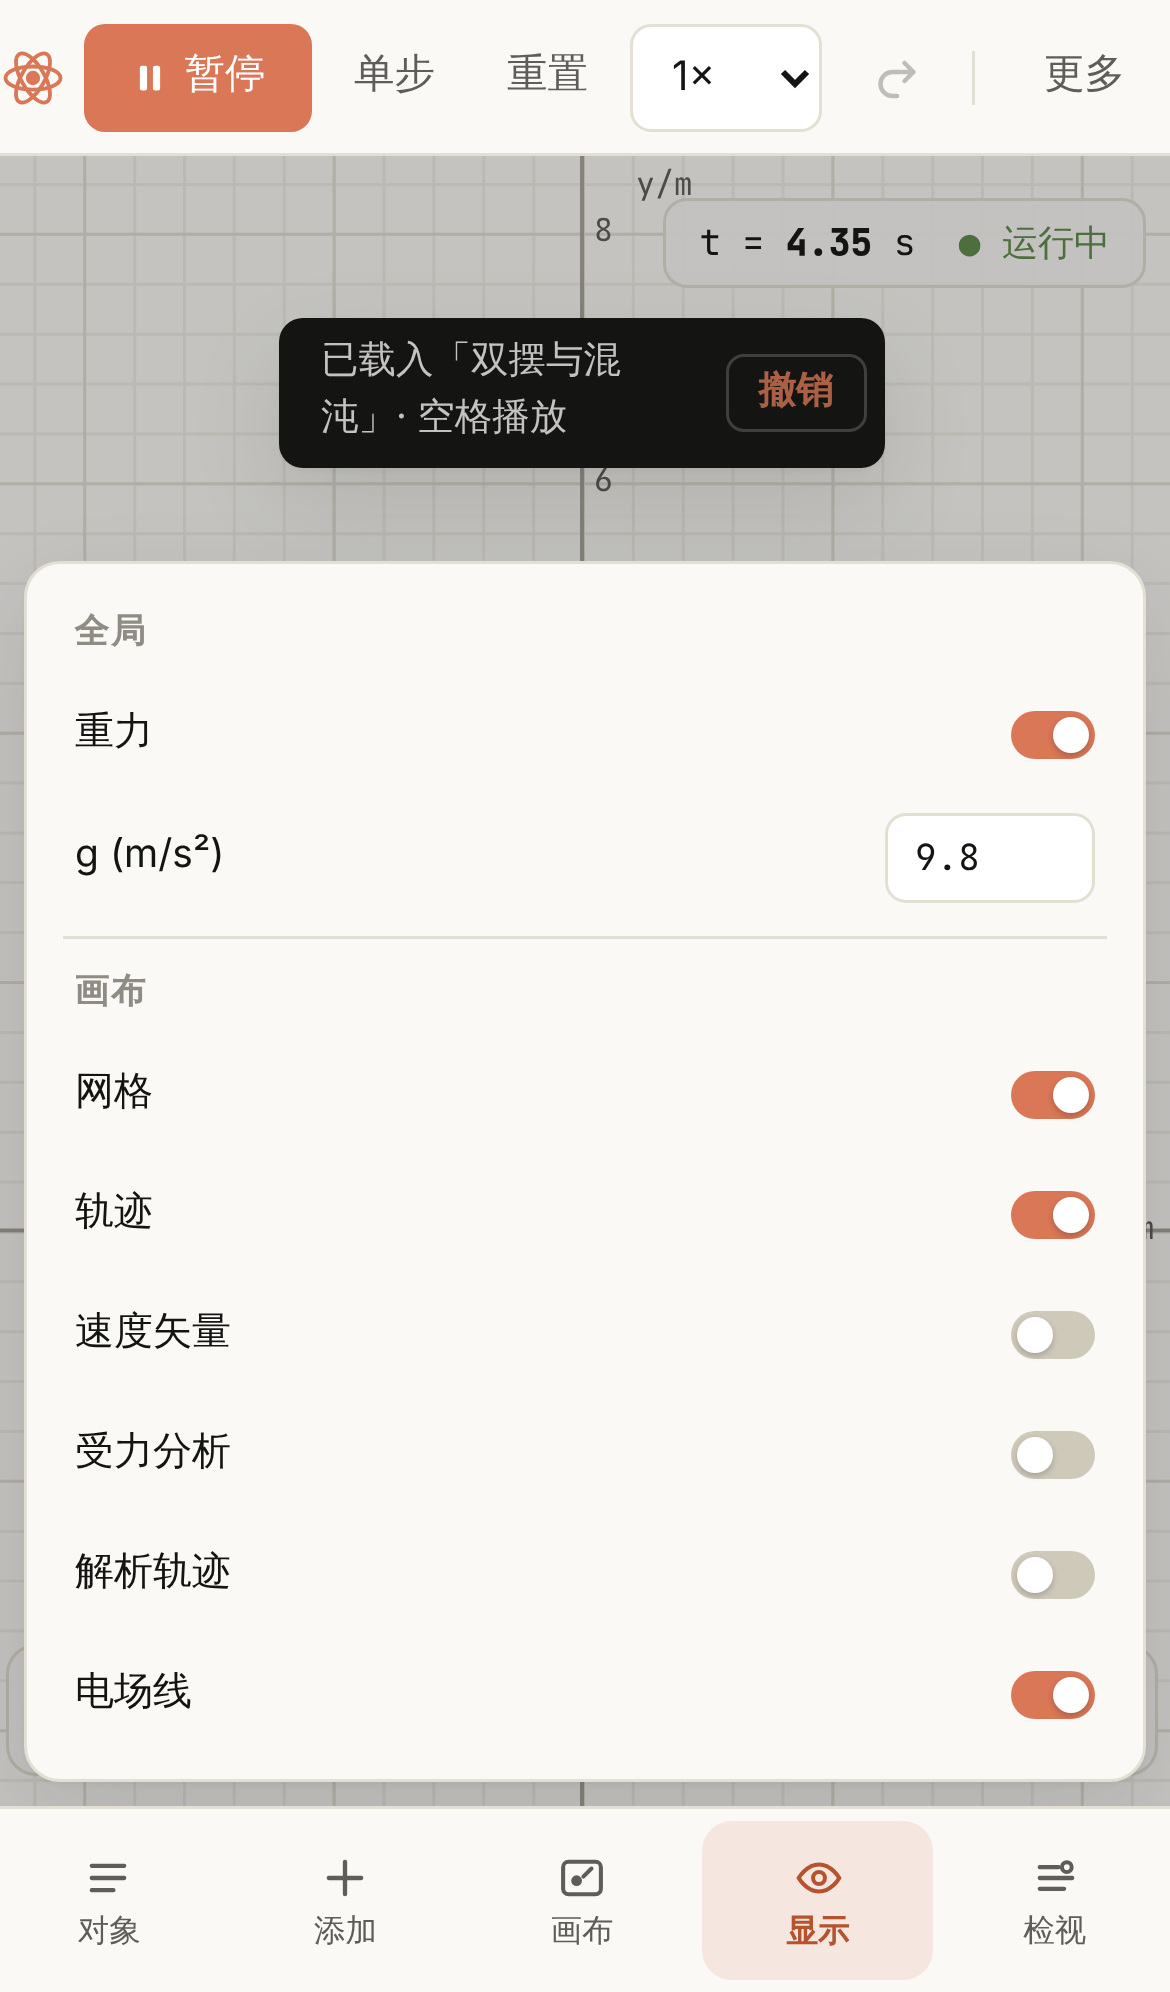 暂停 单步 重置 1× 更多
y/m
8
t = 4.35 s ● 运行中
已载入「双摆与混
沌」· 空格播放
撤销
6
全局
重力
g (m/s²) 9.8
画布
网格
轨迹
速度矢量
受力分析
解析轨迹
电场线
对象 添加 画布 显示 检视